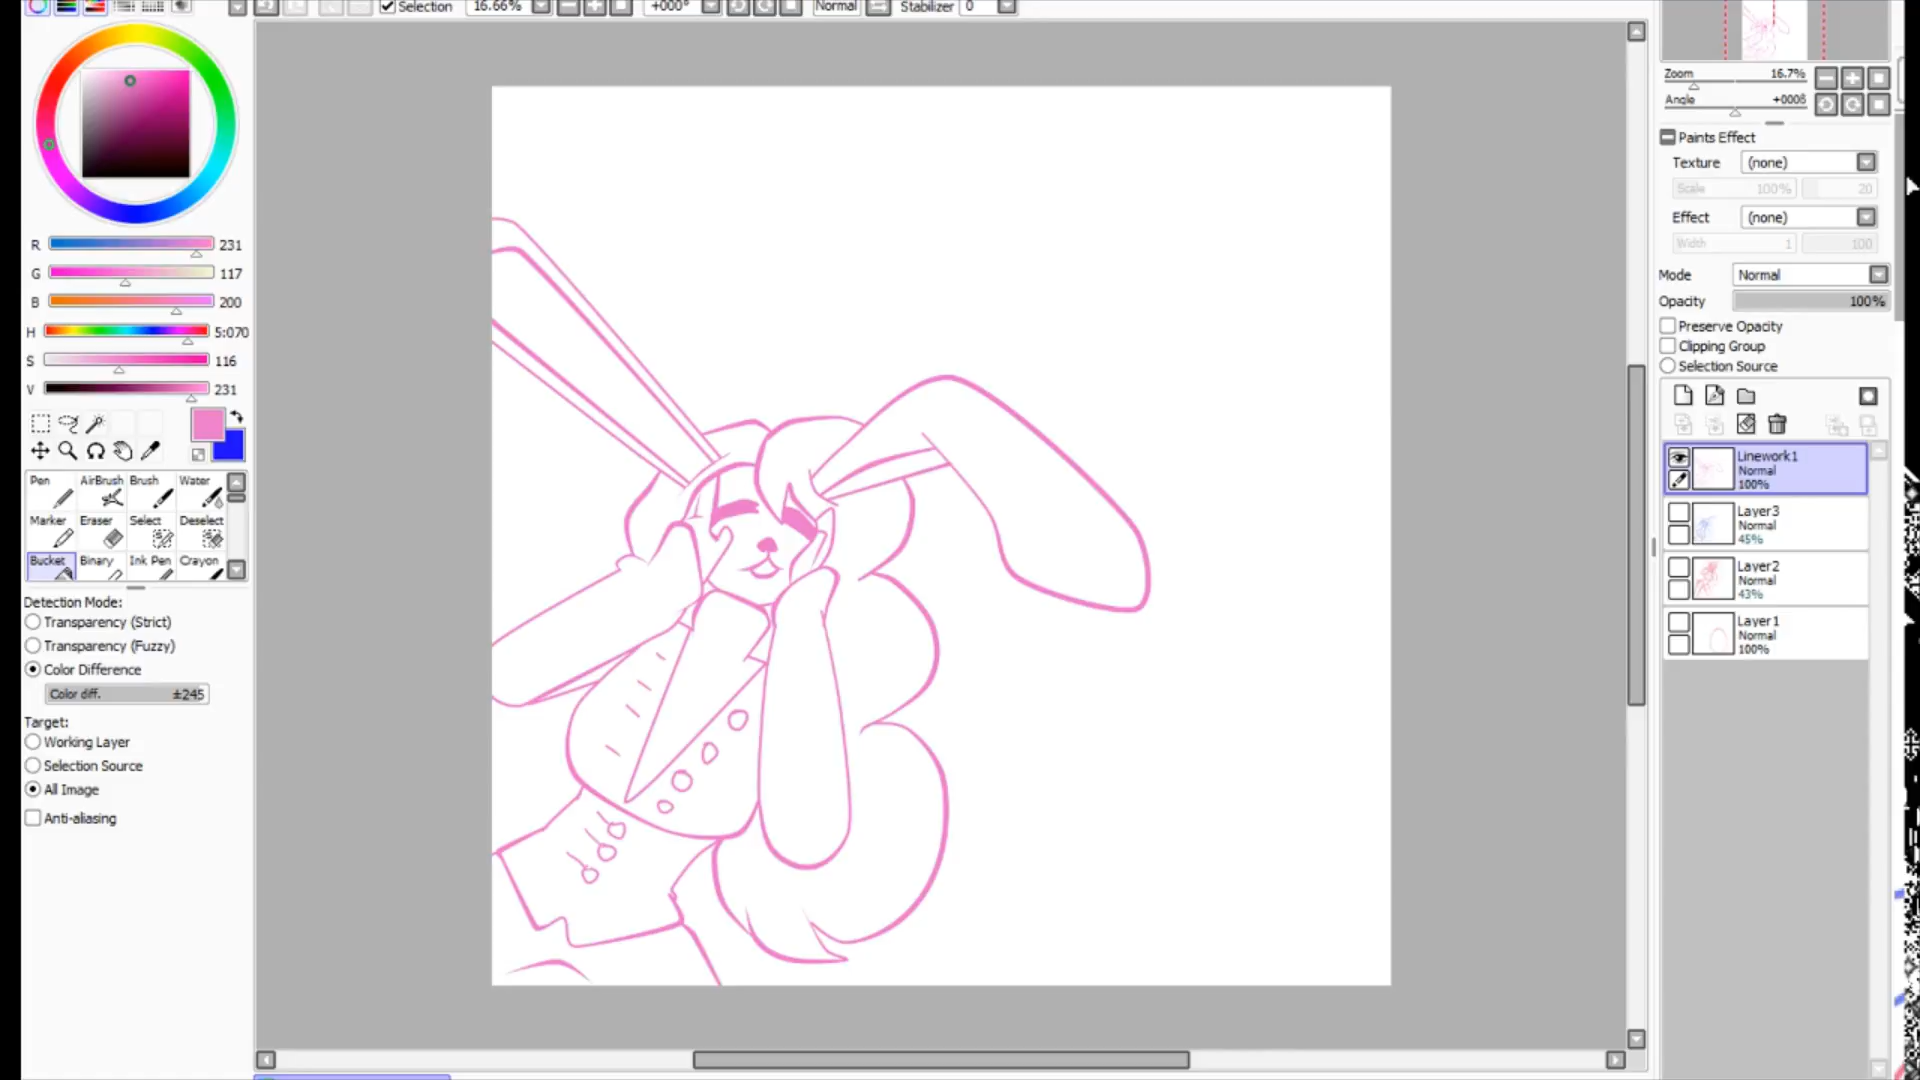 Selection 16.66% +000° Normal Stabilizer 0
Zoom 16.7%
Angle +000ß
Paints Effect
Texture (none)
Scale 100% 20
Effect (none)
Width 1 100
Mode Normal
Opacity 100%
Preserve Opacity
Clipping Group
Selection Source
Linework1
Normal
100%
Layer3
Normal
45%
Layer2
Normal
43%
Layer1
Normal
100%
R 231
G 117
B 200
H 5:070
S 116
V 231
Pen AirBrush Brush Water
Marker Eraser Select Deselect
Bucket Binary Ink Pen Crayon
Detection Mode:
Transparency (Strict)
Transparency (Fuzzy)
Color Difference
Color diff. ±245
Target:
Working Layer
Selection Source
All Image
Anti-aliasing